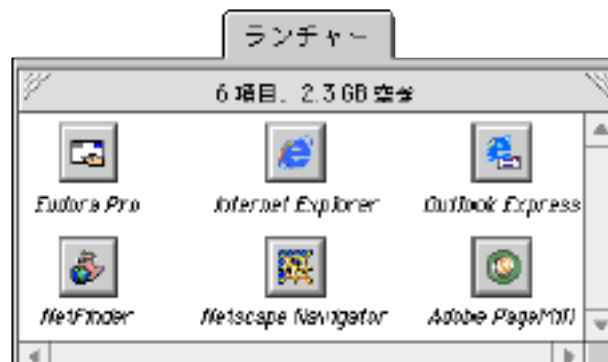 ランチャー
6 項目, 2.3 GB 空き
Eudora Pro
Internet Explorer
Outlook Express
NetFinder
Netscape Navigator
Adobe PageMill